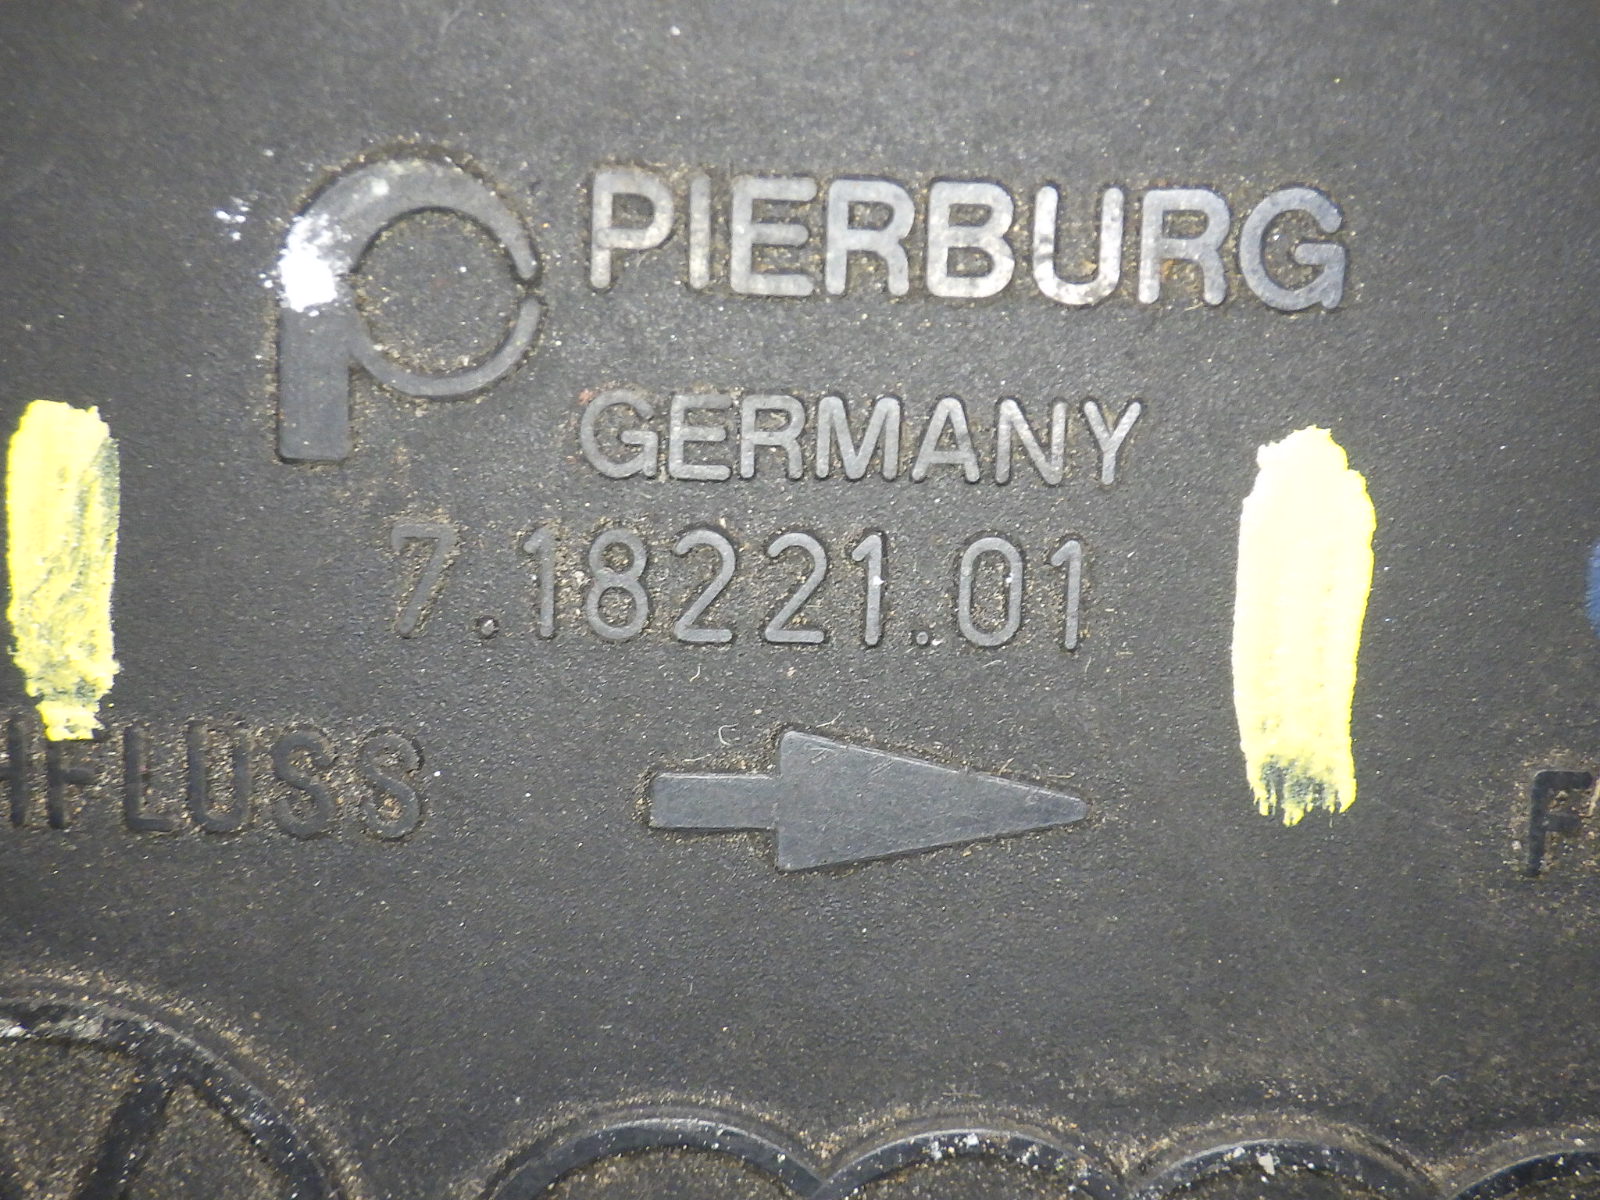 PIERBURG
GERMANY
7.18221.01
HFLUSS
F